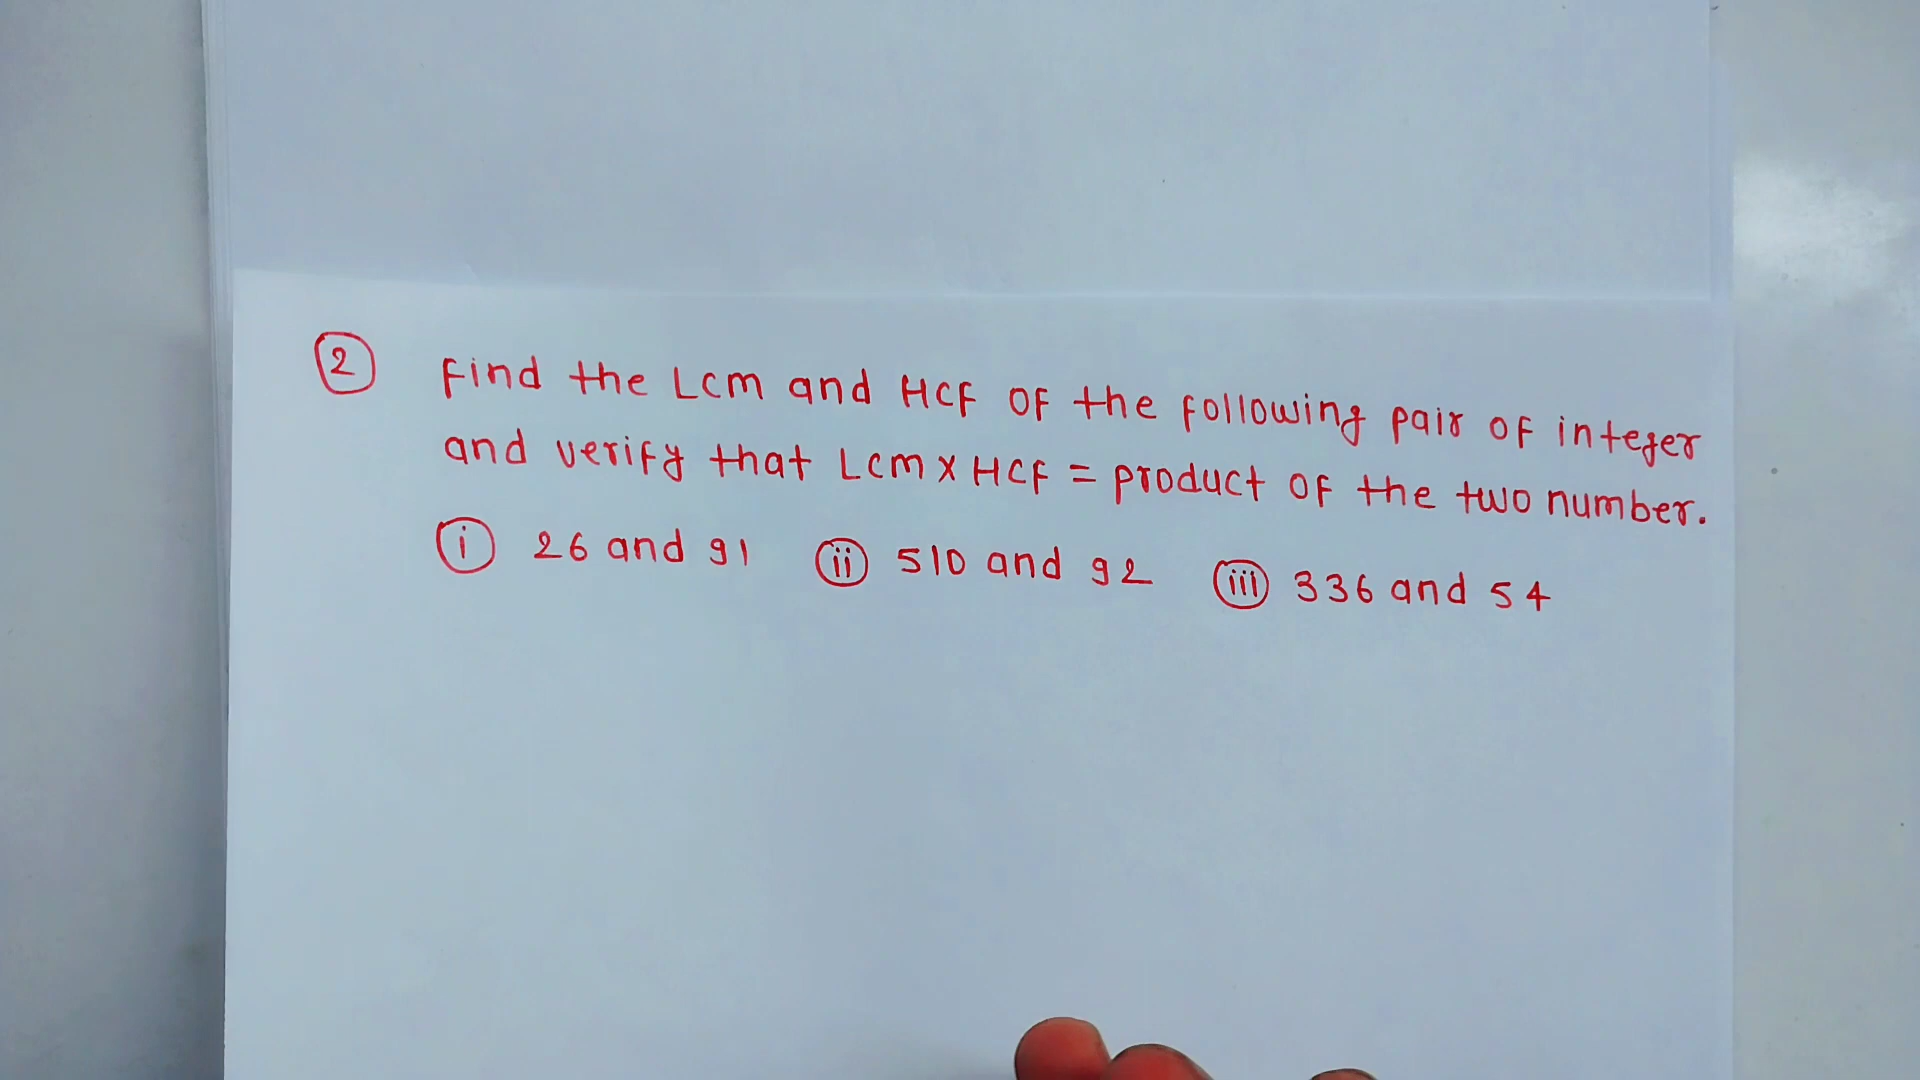 2 Find the Lcm and HCF OF the following pair OF integer
and verify that Lcm x HCF = product OF the two number.
i 26 and 91 ii 510 and 92 iii 336 and 54